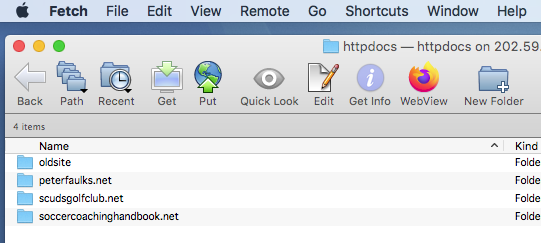 Fetch File Edit View Remote Go Shortcuts Window Help
httpdocs — httpdocs on 202.59.
Back Path Recent Get Put Quick Look Edit Get Info WebView New Folder
4 items
Name Kind
oldsite Folde
peterfaulks.net Folde
scudsgolfclub.net Folde
soccercoachinghandbook.net Folde